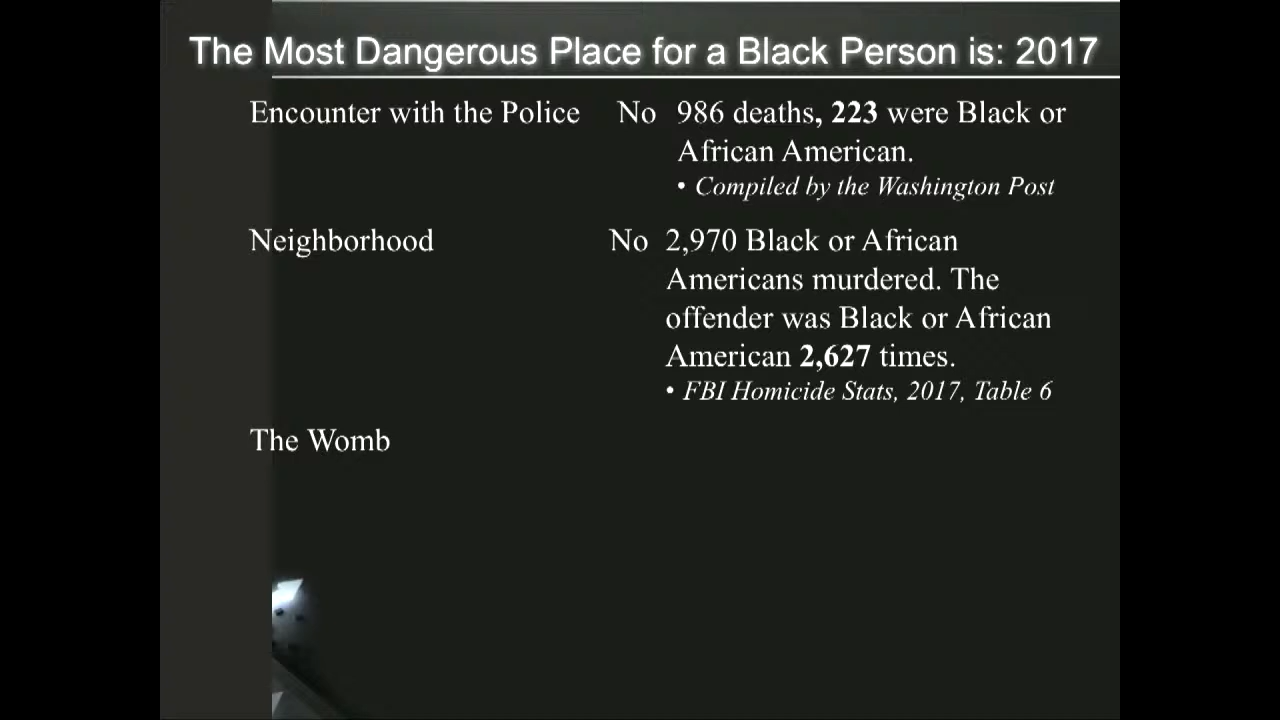 The Most Dangerous Place for a Black Person is: 2017
Encounter with the Police No 986 deaths, 223 were Black or
African American.
• Compiled by the Washington Post
Neighborhood No 2,970 Black or African
Americans murdered. The
offender was Black or African
American 2,627 times.
• FBI Homicide Stats, 2017, Table 6
The Womb